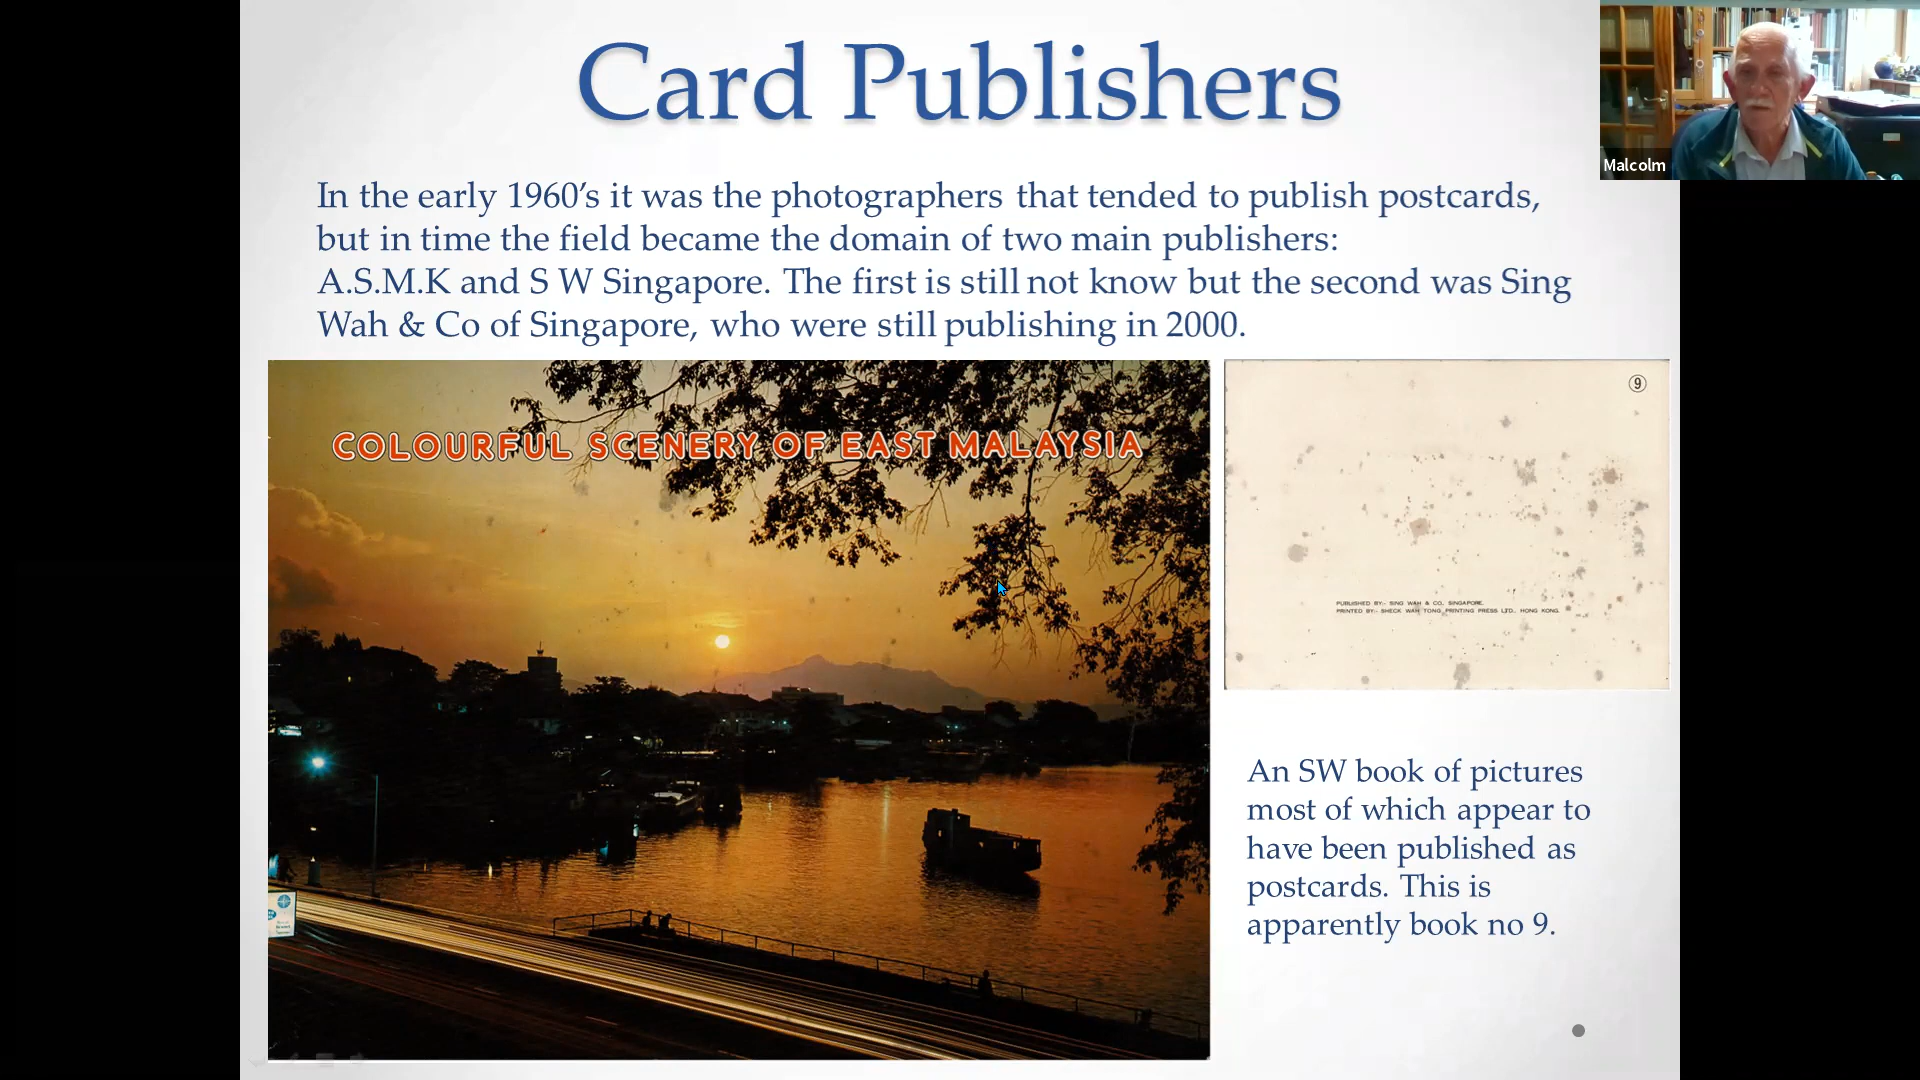 Card Publishers
Malcolm
In the early 1960's it was the photographers that tended to publish postcards,
but in time the field became the domain of two main publishers:
A.S.M.K and S W Singapore. The first is still not know but the second was Sing
Wah & Co of Singapore, who were still publishing in 2000.
COLOURFUL SCENERY OF EAST MALAYSIA
9
PUBLISHED BY:- SING WAH & CO, SINGAPORE.
PRINTED BY:- SHECK WAH TONG PRINTING PRESS LTD., HONG KONG.
An SW book of pictures
most of which appear to
have been published as
postcards. This is
apparently book no 9.